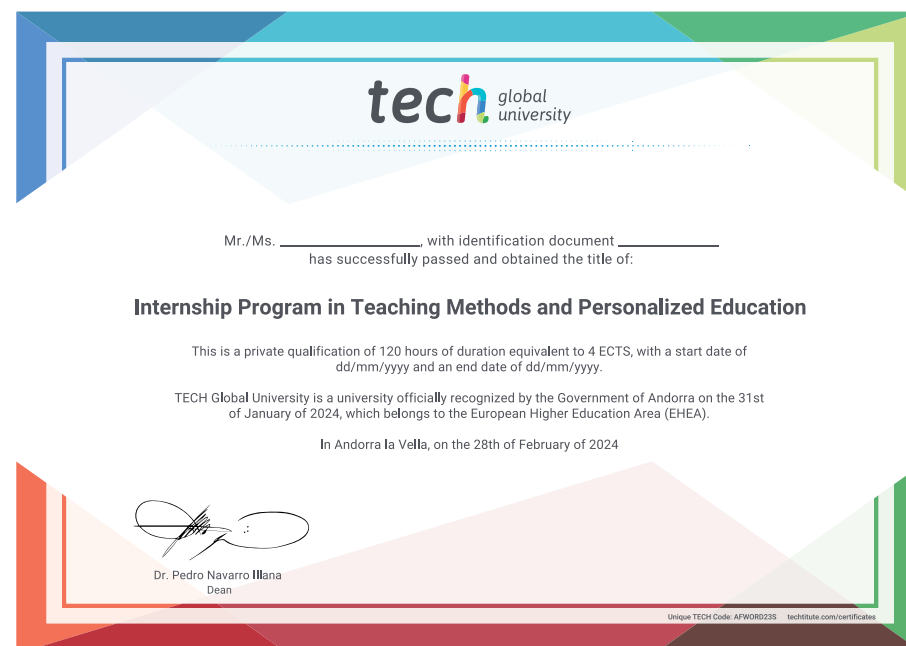 tech global
university
Mr./Ms. ____________, with identification document ____________
has successfully passed and obtained the title of:
Internship Program in Teaching Methods and Personalized Education
This is a private qualification of 120 hours of duration equivalent to 4 ECTS, with a start date of
dd/mm/yyyy and an end date of dd/mm/yyyy.
TECH Global University is a university officially recognized by the Government of Andorra on the 31st
of January of 2024, which belongs to the European Higher Education Area (EHEA).
In Andorra la Vella, on the 28th of February of 2024
Dr. Pedro Navarro Illana
Dean
Unique TECH Code: AFWORD23S techtitute.com/certificates